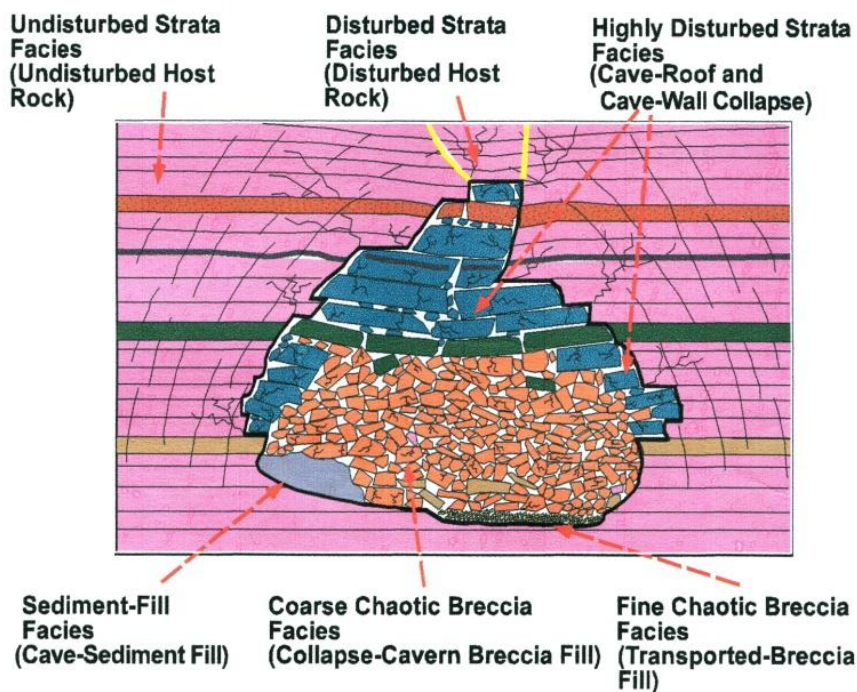 Undisturbed Strata
Facies
(Undisturbed Host
Rock)
Disturbed Strata
Facies
(Disturbed Host
Rock)
Highly Disturbed Strata
Facies
(Cave-Roof and
Cave-Wall Collapse)
Sediment-Fill
Facies
(Cave-Sediment Fill)
Coarse Chaotic Breccia
Facies
(Collapse-Cavern Breccia Fill)
Fine Chaotic Breccia
Facies
(Transported-Breccia
Fill)